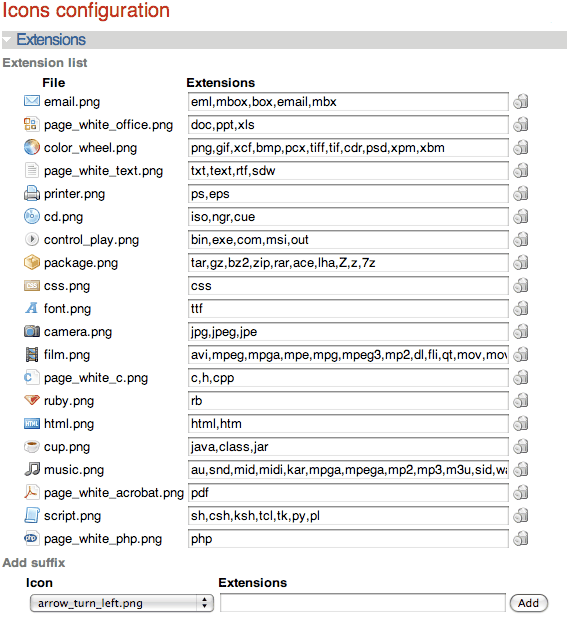 Icons configuration
Extensions
Extension list
File Extensions
email.png eml,mbox,box,email,mbx
page_white_office.png doc,ppt,xls
color_wheel.png png,gif,xcf,bmp,pcx,tiff,tif,cdr,psd,xpm,xbm
page_white_text.png txt,text,rtf,sdw
printer.png ps,eps
cd.png iso,ngr,cue
control_play.png bin,exe,com,msi,out
package.png tar,gz,bz2,zip,rar,ace,lha,Z,z,7z
css.png css
font.png ttf
camera.png jpg,jpeg,jpe
film.png avi,mpeg,mpga,mpe,mpg,mpeg3,mp2,dl,fli,qt,mov,mov
page_white_c.png c,h,cpp
ruby.png rb
HTML html.png html,htm
cup.png java,class,jar
music.png au,snd,mid,midi,kar,mpga,mpega,mp2,mp3,m3u,sid,wa
page_white_acrobat.png pdf
script.png sh,csh,ksh,tcl,tk,py,pl
php page_white_php.png php
Add suffix
Icon Extensions
arrow_turn_left.png Add